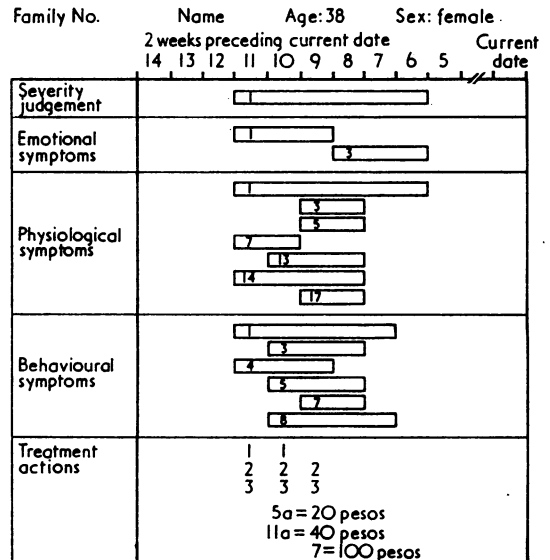 Family No. Name Age: 38 Sex: female
2 weeks preceding current date Current date
14 13 12 11 10 9 8 7 6 5
Severity judgement
1
Emotional symptoms
1
3
Physiological symptoms
1
3
5
7
13
14
17
Behavioural symptoms
1
3
4
5
7
8
Treatment actions
1 1
2 2 2
3 3 3
5a = 20 pesos
11a = 40 pesos
7 = 100 pesos